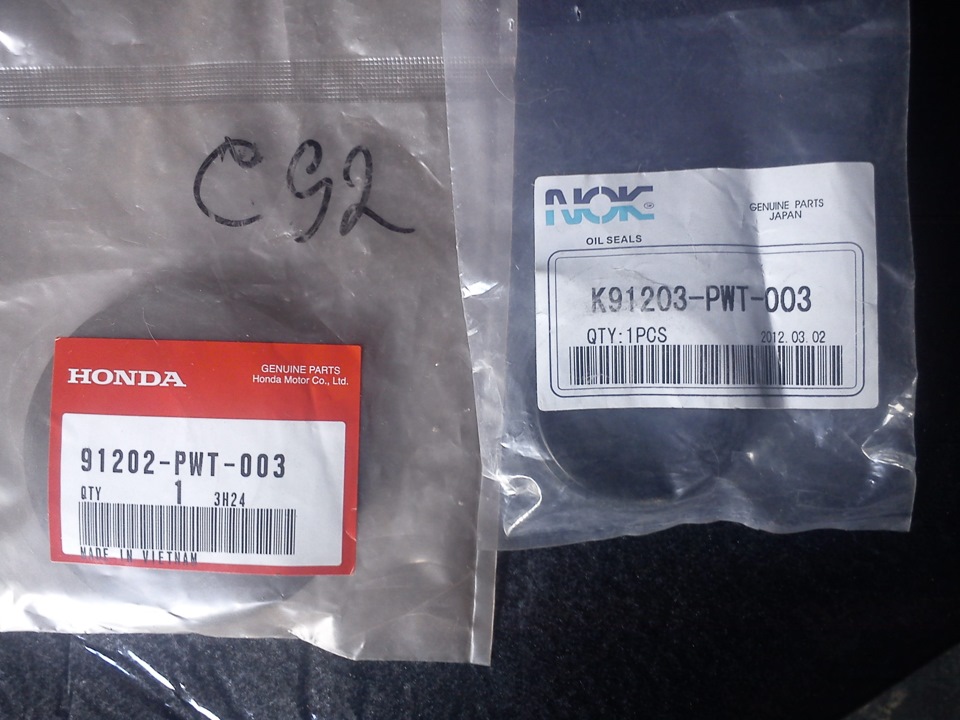 CG2
HONDA
GENUINE PARTS
Honda Motor Co., Ltd.
91202-PWT-003
QTY 1 3H24
MADE IN VIETNAM
NOK
GENUINE PARTS
JAPAN
OIL SEALS
K91203-PWT-003
QTY:1PCS 2012.03.02